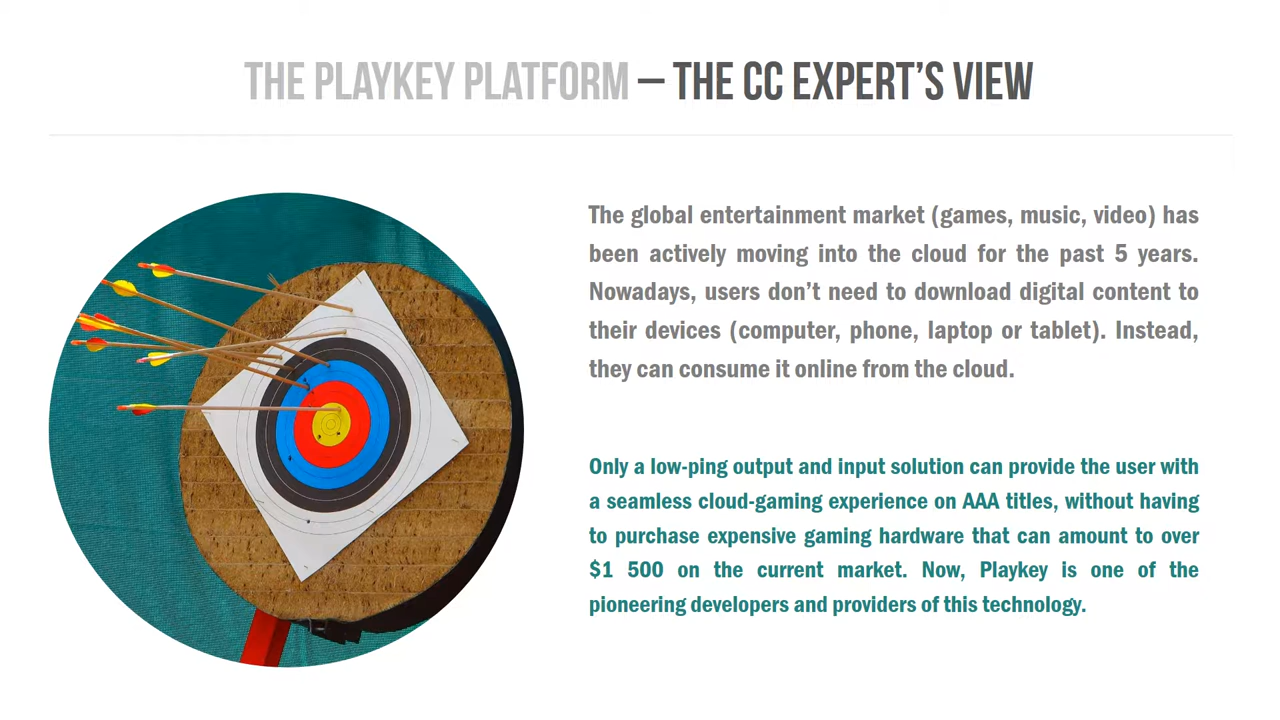 THE PLAYKEY PLATFORM – THE CC EXPERT'S VIEW
The global entertainment market (games, music, video) has
been actively moving into the cloud for the past 5 years.
Nowadays, users don't need to download digital content to
their devices (computer, phone, laptop or tablet). Instead,
they can consume it online from the cloud.
Only a low-ping output and input solution can provide the user with
a seamless cloud-gaming experience on AAA titles, without having
to purchase expensive gaming hardware that can amount to over
$1 500 on the current market. Now, Playkey is one of the
pioneering developers and providers of this technology.